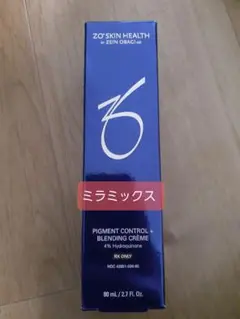 ZO® SKIN HEALTH
BY ZEIN OBAGI MD
ミラミックス
PIGMENT CONTROL +
BLENDING CRÈME
4% Hydroquinone
RX ONLY
80 mL / 2.7 Fl. Oz.